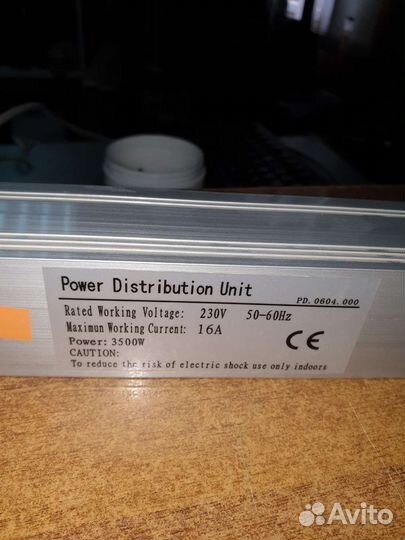 Power Distribution Unit
PD.0604.000
Rated Working Voltage: 230V 50-60Hz
Maximun Working Current: 16A
Power: 3500W
CAUTION:
To reduce the risk of electric shock use only indoors
CE
Avito